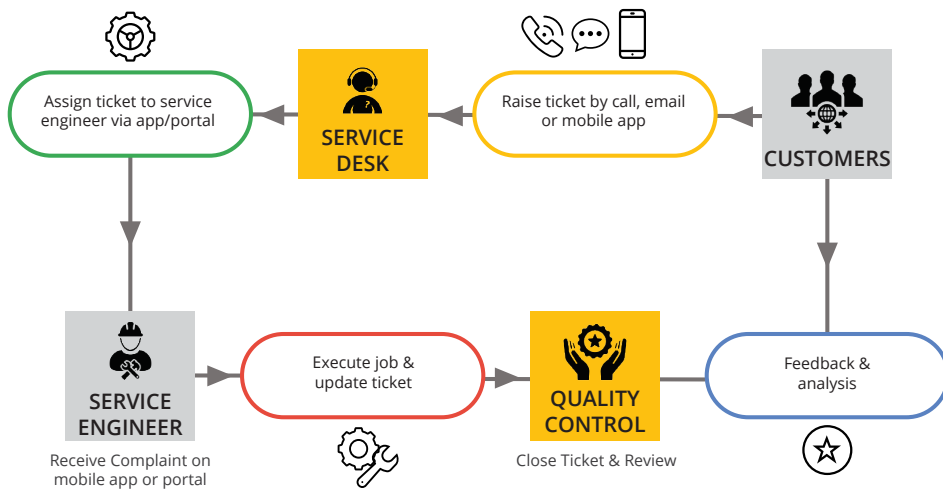 Assign ticket to service
engineer via app/portal
SERVICE
DESK
Raise ticket by call, email
or mobile app
CUSTOMERS
SERVICE
ENGINEER
Receive Complaint on
mobile app or portal
Execute job &
update ticket
QUALITY
CONTROL
Close Ticket & Review
Feedback &
analysis